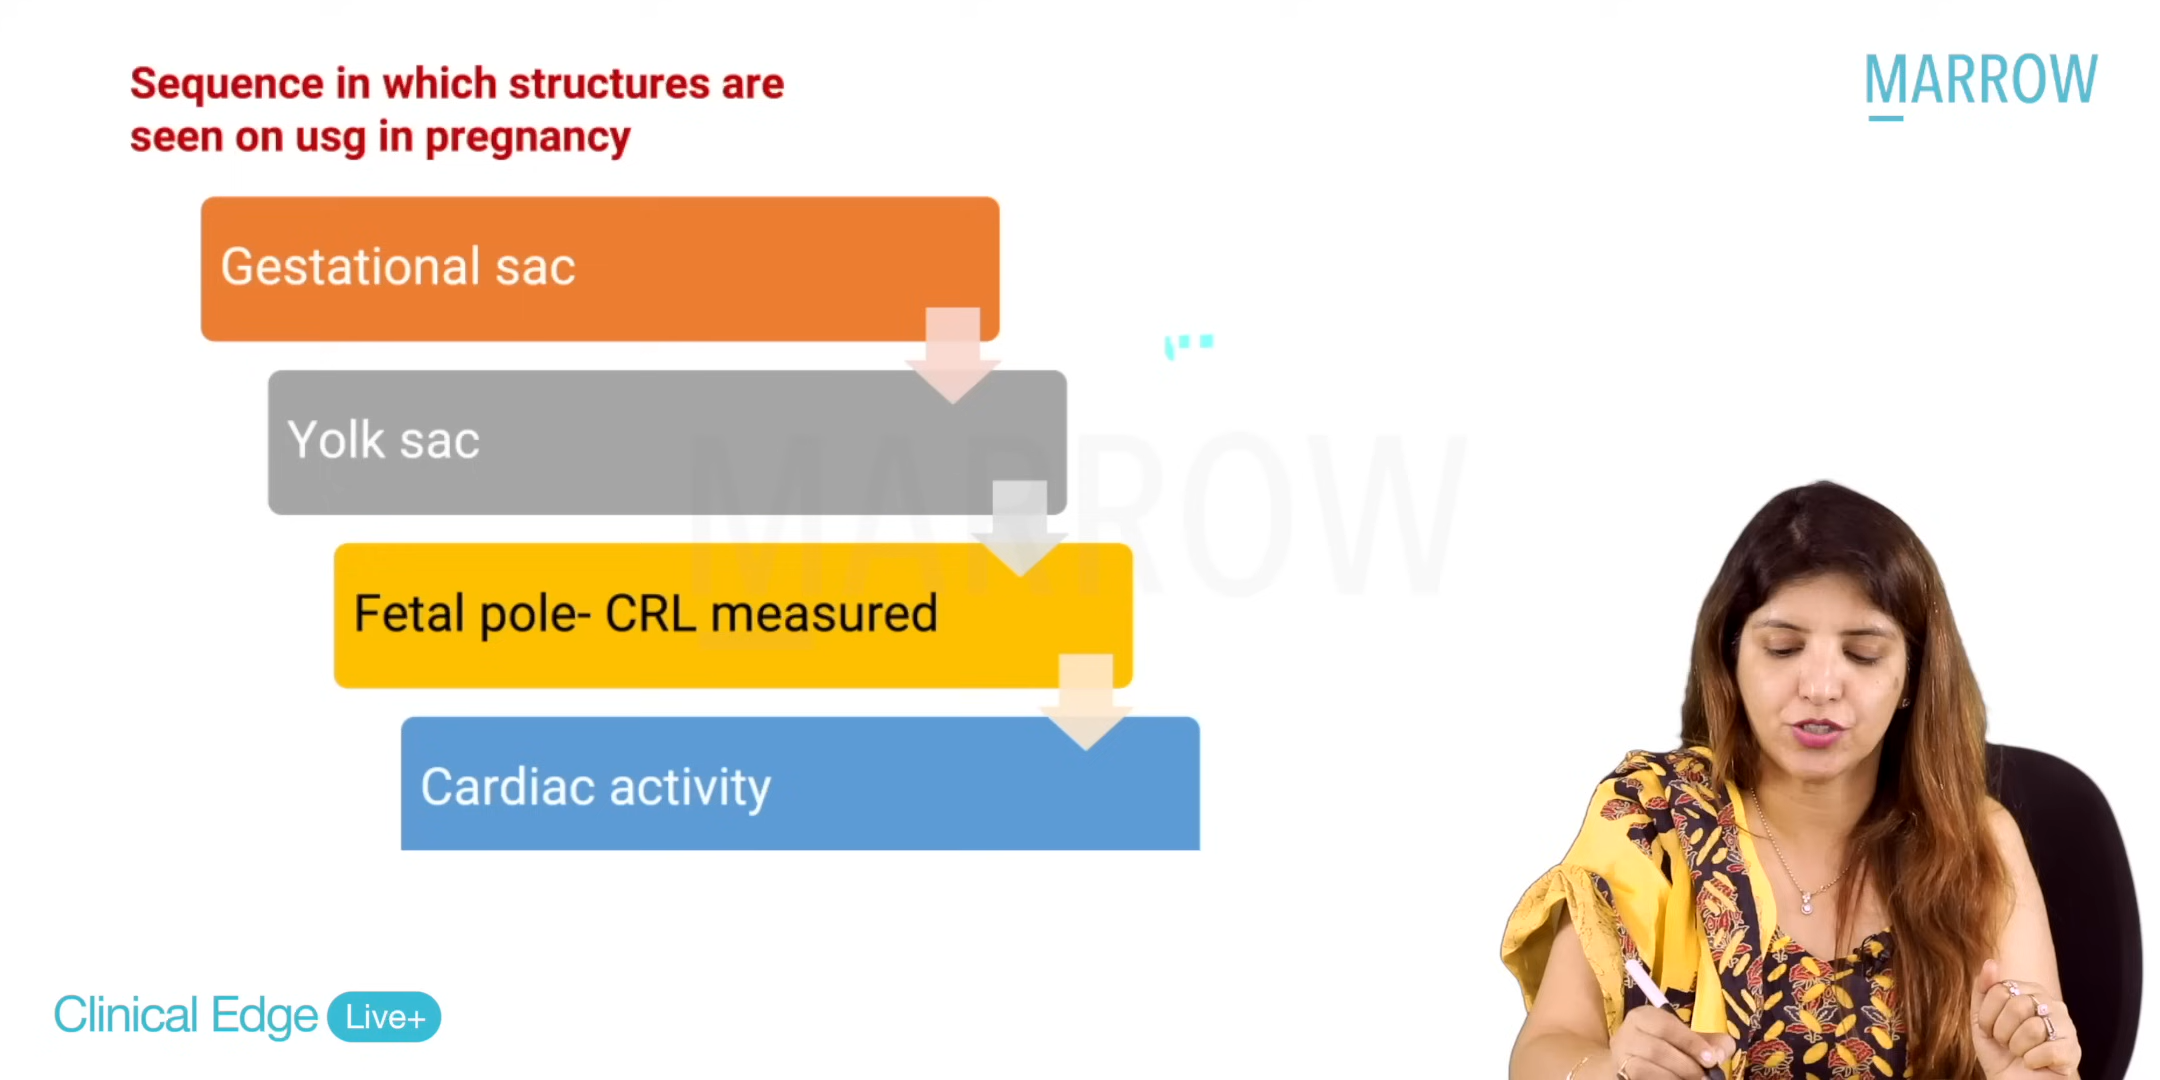 Sequence in which structures are
seen on usg in pregnancy
MARROW
Gestational sac
Yolk sac
MARROW
Fetal pole- CRL measured
Cardiac activity
Clinical Edge Live+